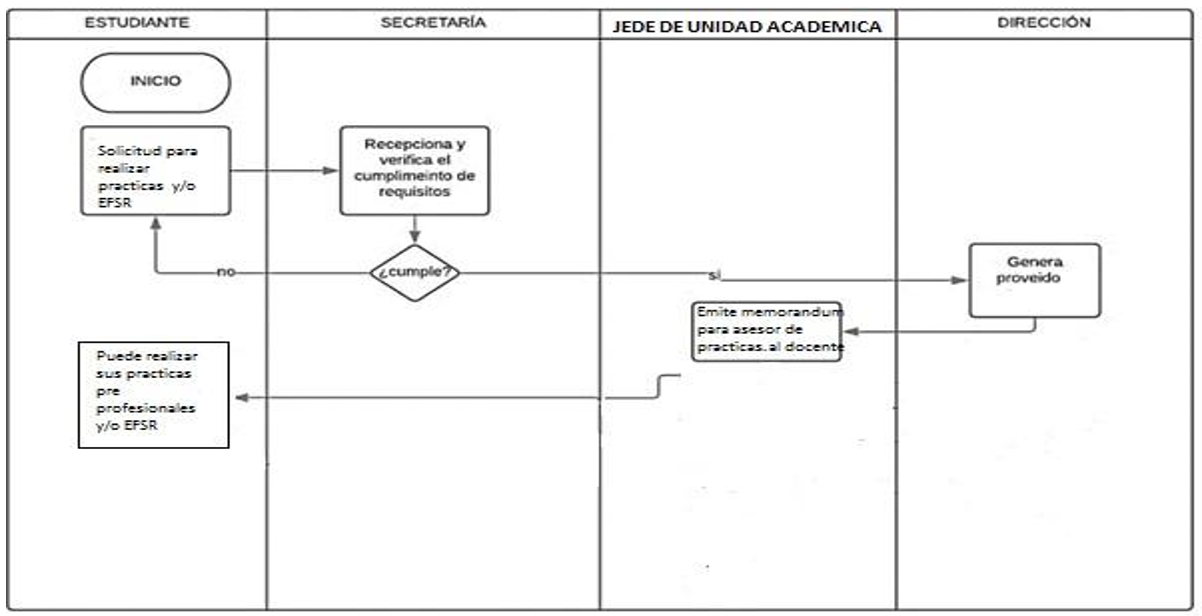 ESTUDIANTE
SECRETARÍA
JEDE DE UNIDAD ACADEMICA
DIRECCIÓN
INICIO
Solicitud para
realizar
practicas y/o
EFSR
Recepciona y
verifica el
cumplimeinto de
requisitos
¿cumple?
no
si
Genera
proveido
Emite memorandum
para asesor de
practicas.al docente
Puede realizar
sus practicas
pre
profesionales
y/o EFSR